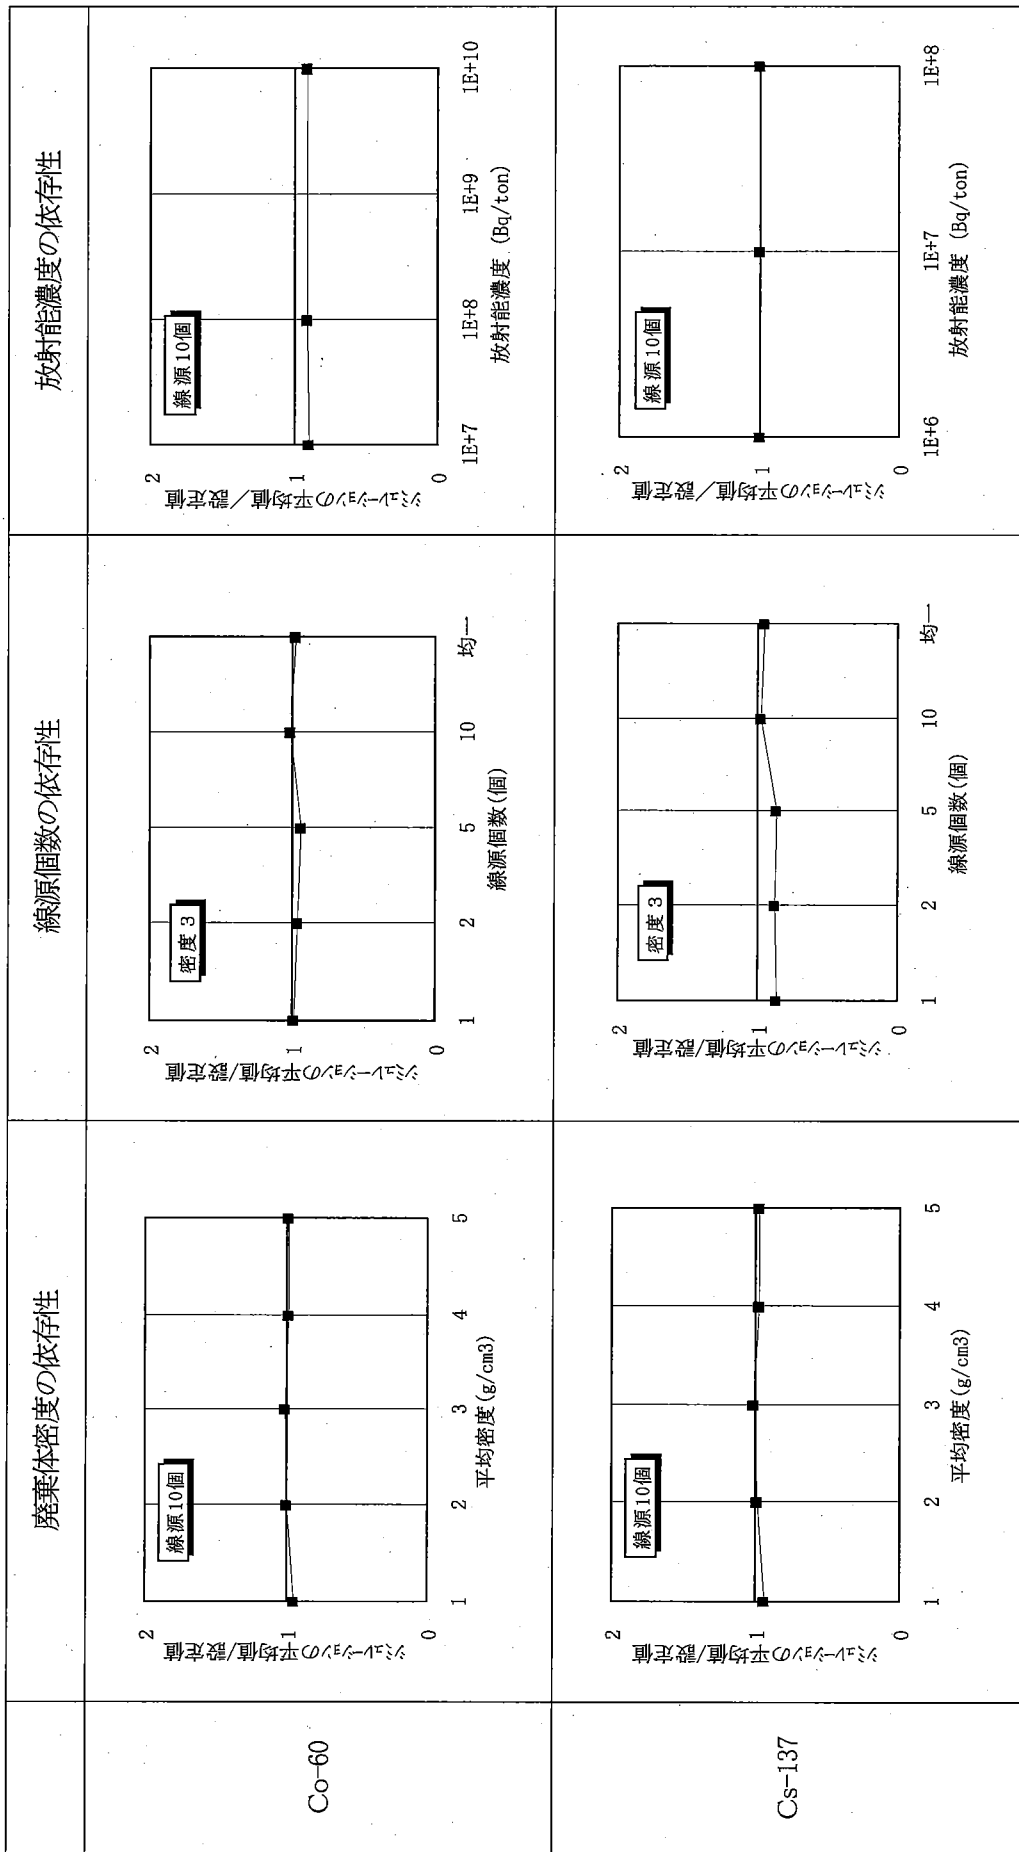 廃棄体密度の依存性
線源個数の依存性
放射能濃度の依存性
Co-60
シミュレーションの平均値/設定値
2
1
0
線源10個
1
2
3
4
5
平均密度(g/cm3)
シミュレーションの平均値/設定値
2
1
0
密度 3
1
2
5
10
均一
線源個数(個)
シミュレーションの平均値/設定値
2
1
0
線源10個
1E+7
1E+8
1E+9
1E+10
放射能濃度 (Bq/ton)
Cs-137
シミュレーションの平均値/設定値
2
1
0
線源10個
1
2
3
4
5
平均密度(g/cm3)
シミュレーションの平均値/設定値
2
1
0
密度 3
1
2
5
10
均一
線源個数(個)
シミュレーションの平均値/設定値
2
1
0
線源10個
1E+6
1E+7
1E+8
放射能濃度 (Bq/ton)